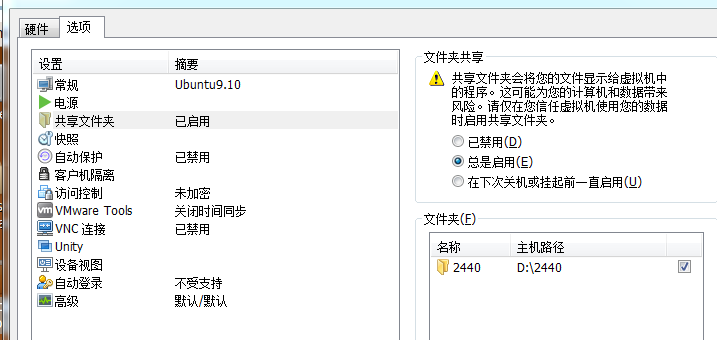 硬件 选项
设置 摘要
常规 Ubuntu9.10
电源
共享文件夹 已启用
快照
自动保护 已禁用
客户机隔离
访问控制 未加密
VMware Tools 关闭时间同步
VNC 连接 已禁用
Unity
设备视图
自动登录 不受支持
高级 默认/默认
文件夹共享
共享文件夹会将您的文件显示给虚拟机中
的程序。这可能为您的计算机和数据带来
风险。请仅在您信任虚拟机使用您的数据
时启用共享文件夹。
已禁用(D)
总是启用(E)
在下次关机或挂起前一直启用(U)
文件夹(F)
名称 主机路径
2440 D:\2440